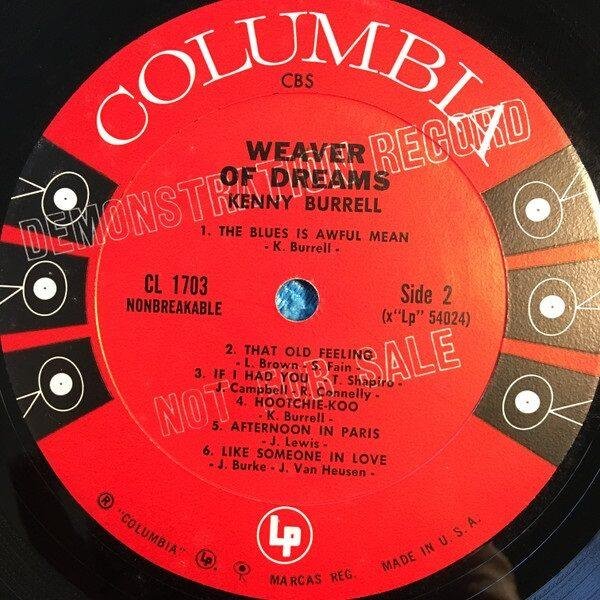 COLUMBIA
CBS
DEMONSTRATION RECORD
WEAVER
OF DREAMS
KENNY BURRELL
1. THE BLUES IS AWFUL MEAN
- K. Burrell -
CL 1703
NONBREAKABLE
Side 2
(x"Lp" 54024)
2. THAT OLD FEELING
- L. Brown - S. Fain -
3. IF I HAD YOU - T. Shapiro -
J. Campbell - R. Connelly -
4. HOOTCHIE-KOO
- K. Burrell -
5. AFTERNOON IN PARIS
- J. Lewis -
6. LIKE SOMEONE IN LOVE
- J. Burke - J. Van Heusen -
NOT FOR SALE
Lp
® "COLUMBIA" Lp. MARCAS REG. MADE IN U.S.A.